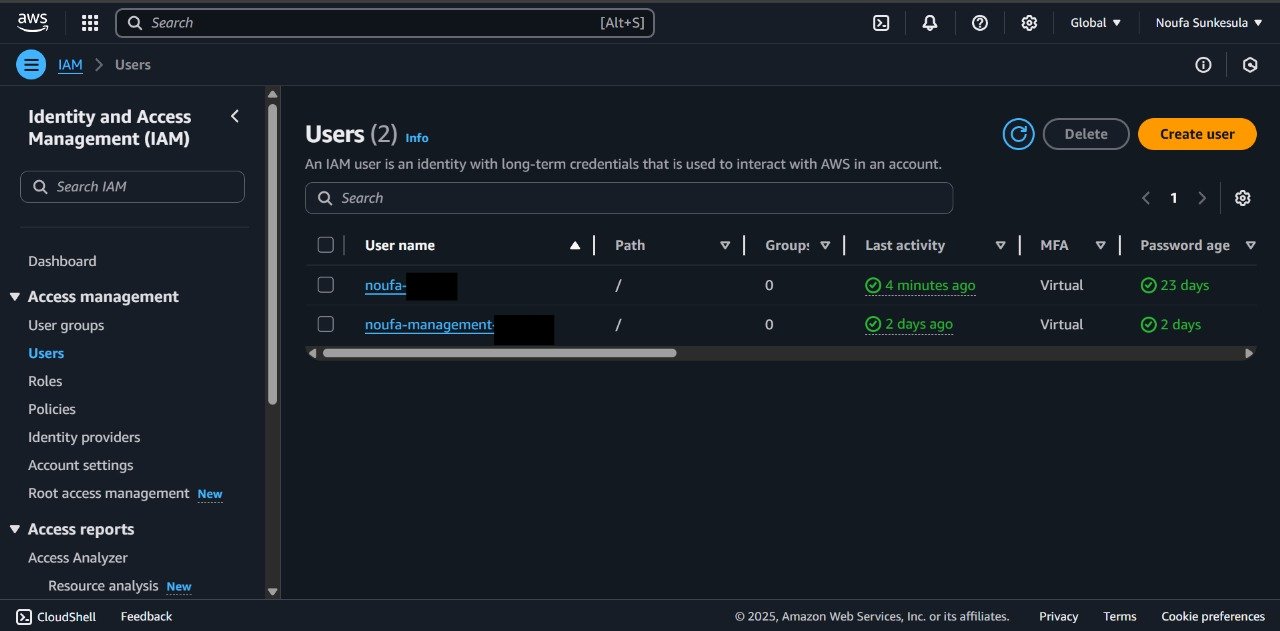 aws Search [Alt+S] Global Noufa Sunkesula
IAM > Users
Identity and Access
Management (IAM)
Search IAM
Dashboard
Access management
User groups
Users
Roles
Policies
Identity providers
Account settings
Root access management New
Access reports
Access Analyzer
Resource analysis New
Users (2) Info
Delete
Create user
An IAM user is an identity with long-term credentials that is used to interact with AWS in an account.
Search
1
User name Path Groups Last activity MFA Password age
noufa- / 0 4 minutes ago Virtual 23 days
noufa-management- / 0 2 days ago Virtual 2 days
CloudShell Feedback © 2025, Amazon Web Services, Inc. or its affiliates. Privacy Terms Cookie preferences